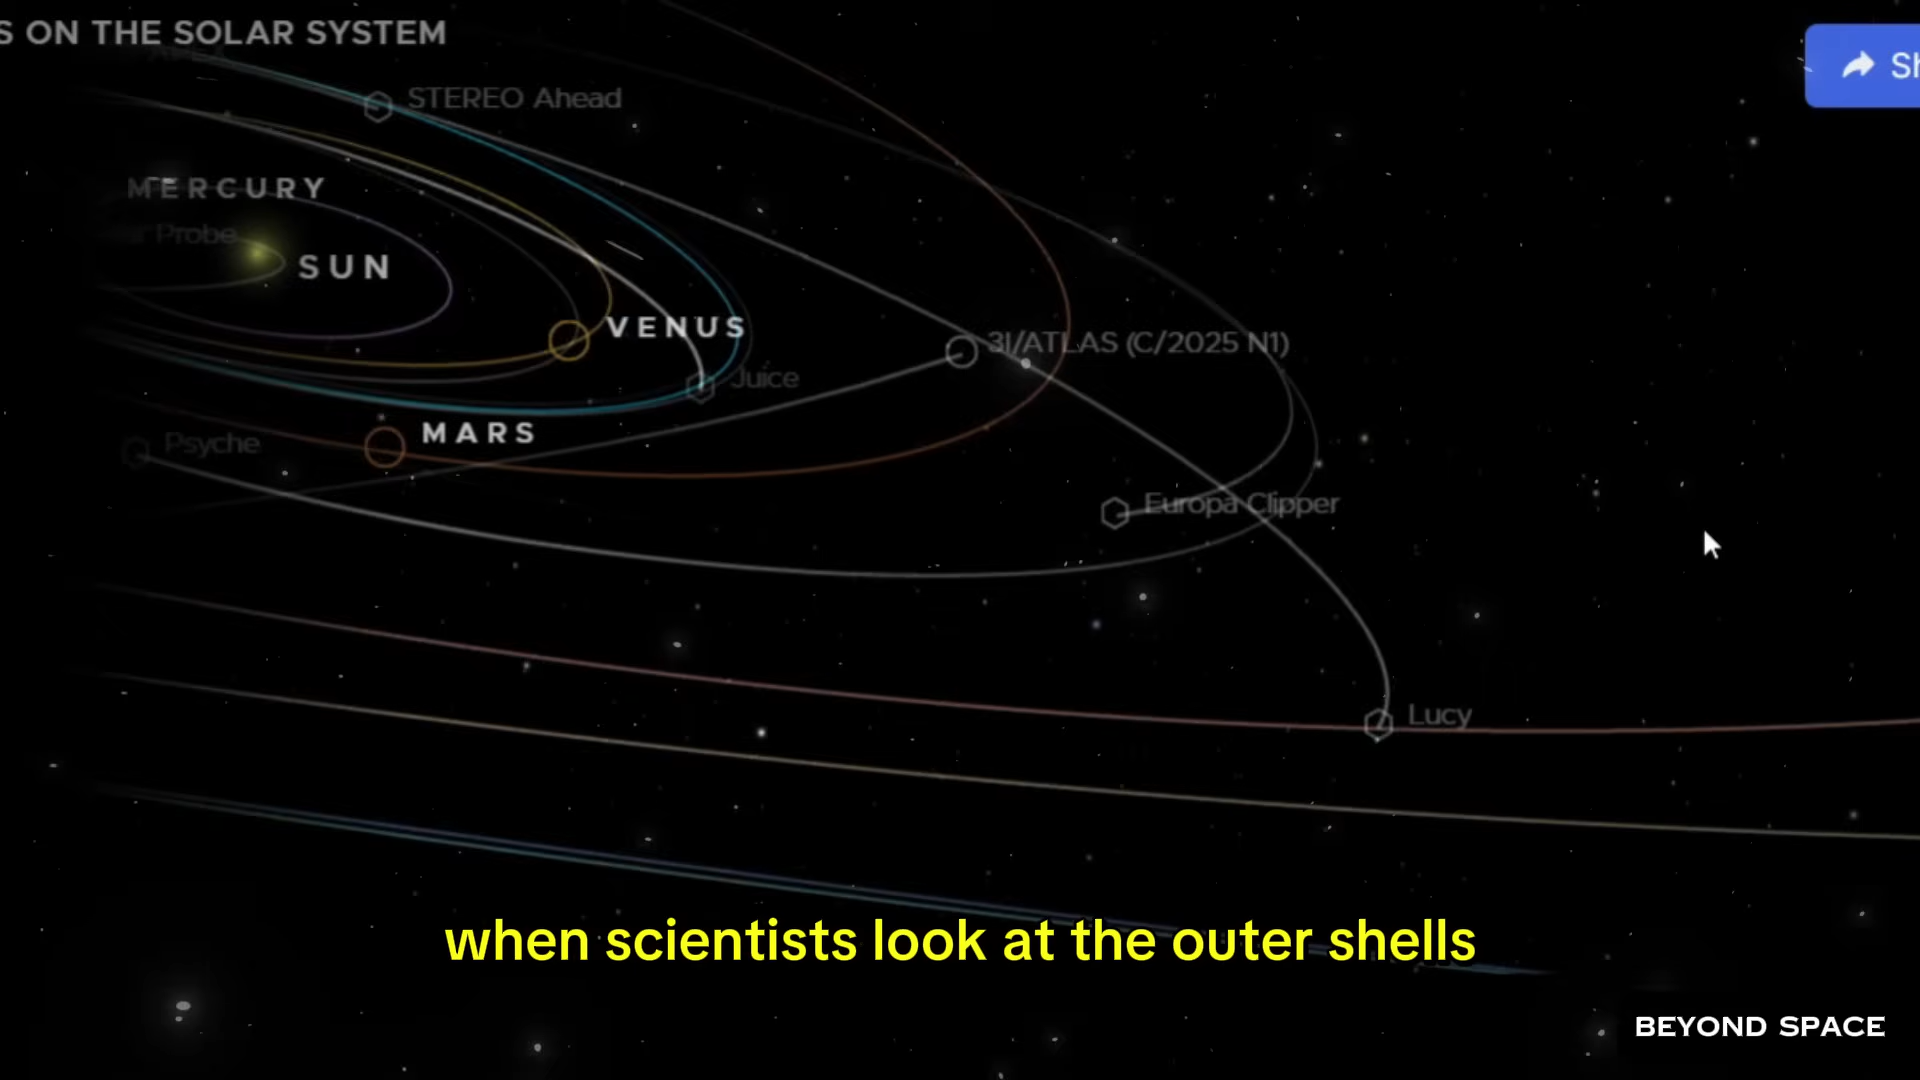 S ON THE SOLAR SYSTEM
Sh
STEREO Ahead
MERCURY
Probe
SUN
VENUS
3I/ATLAS (C/2025 N1)
Juice
MARS
Psyche
Europa Clipper
Lucy
when scientists look at the outer shells
BEYOND SPACE